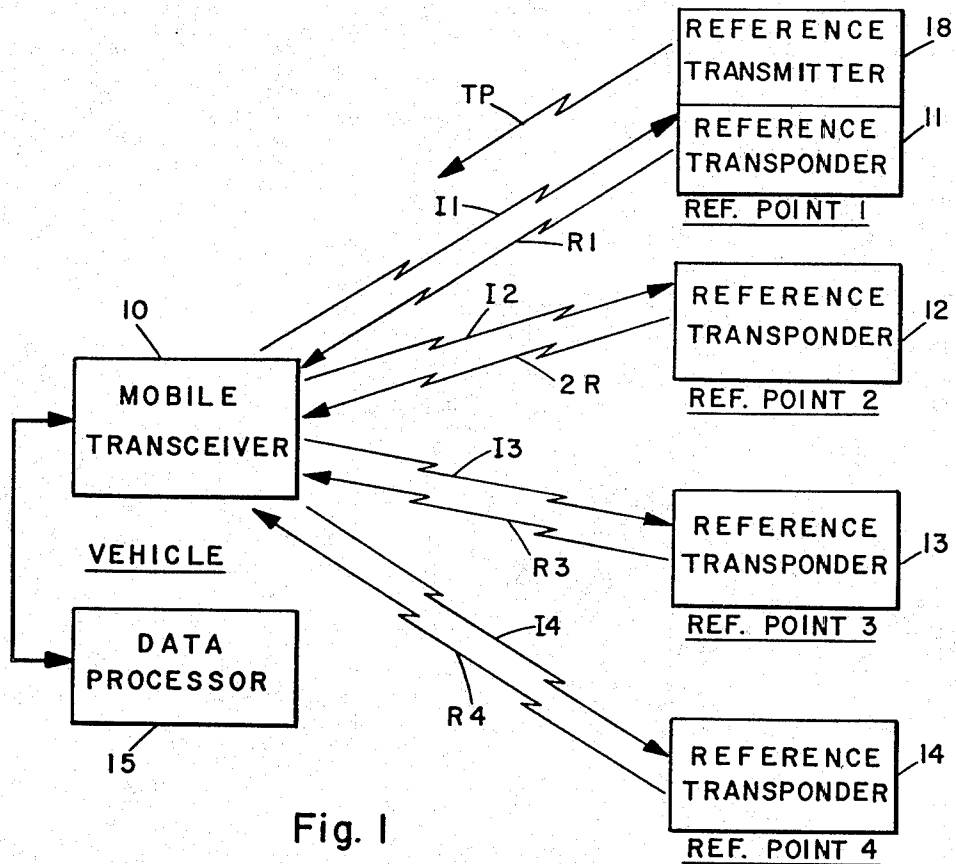 REFERENCE TRANSMITTER
18
REFERENCE TRANSPONDER
11
REF. POINT 1
TP
I1
R1
REFERENCE TRANSPONDER
12
REF. POINT 2
I2
2R
10
MOBILE TRANSCEIVER
VEHICLE
DATA PROCESSOR
15
I3
R3
REFERENCE TRANSPONDER
13
REF. POINT 3
I4
R4
REFERENCE TRANSPONDER
14
REF. POINT 4
Fig. 1